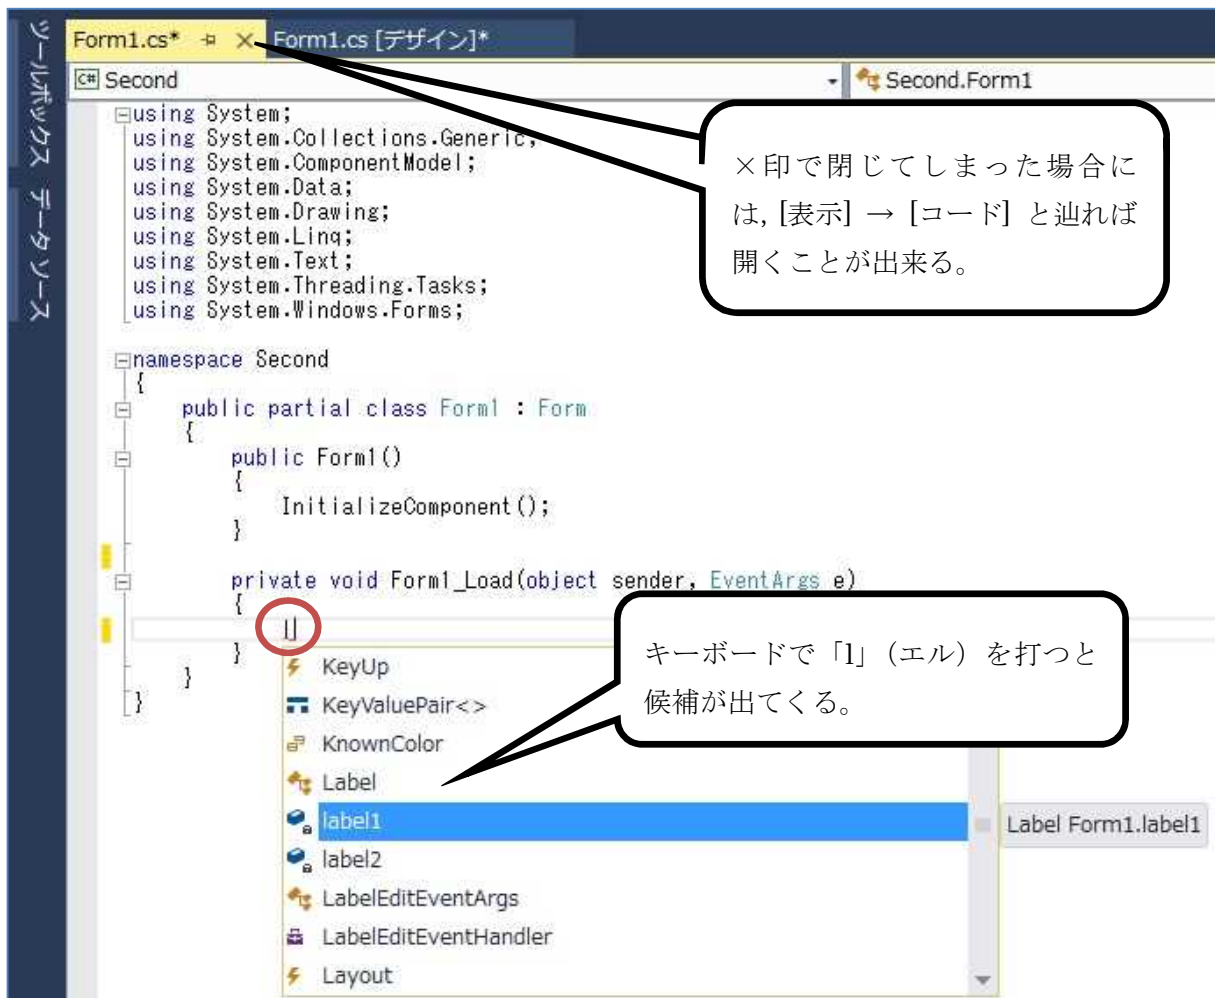 ツールボックス データソース
Form1.cs* Form1.cs [デザイン]*
C# Second Second.Form1
using System;
using System.Collections.Generic;
using System.ComponentModel;
using System.Data;
using System.Drawing;
using System.Linq;
using System.Text;
using System.Threading.Tasks;
using System.Windows.Forms;
×印で閉じてしまった場合に
は, [表示] → [コード] と辿れば
開くことが出来る。
namespace Second
{
public partial class Form1 : Form
{
public Form1()
{
InitializeComponent();
}
private void Form1_Load(object sender, EventArgs e)
{
l
}
}
}
キーボードで「l」(エル) を打つと
候補が出てくる。
KeyUp
KeyValuePair<>
KnownColor
Label
label1
Label Form1.label1
label2
LabelEditEventArgs
LabelEditEventHandler
Layout